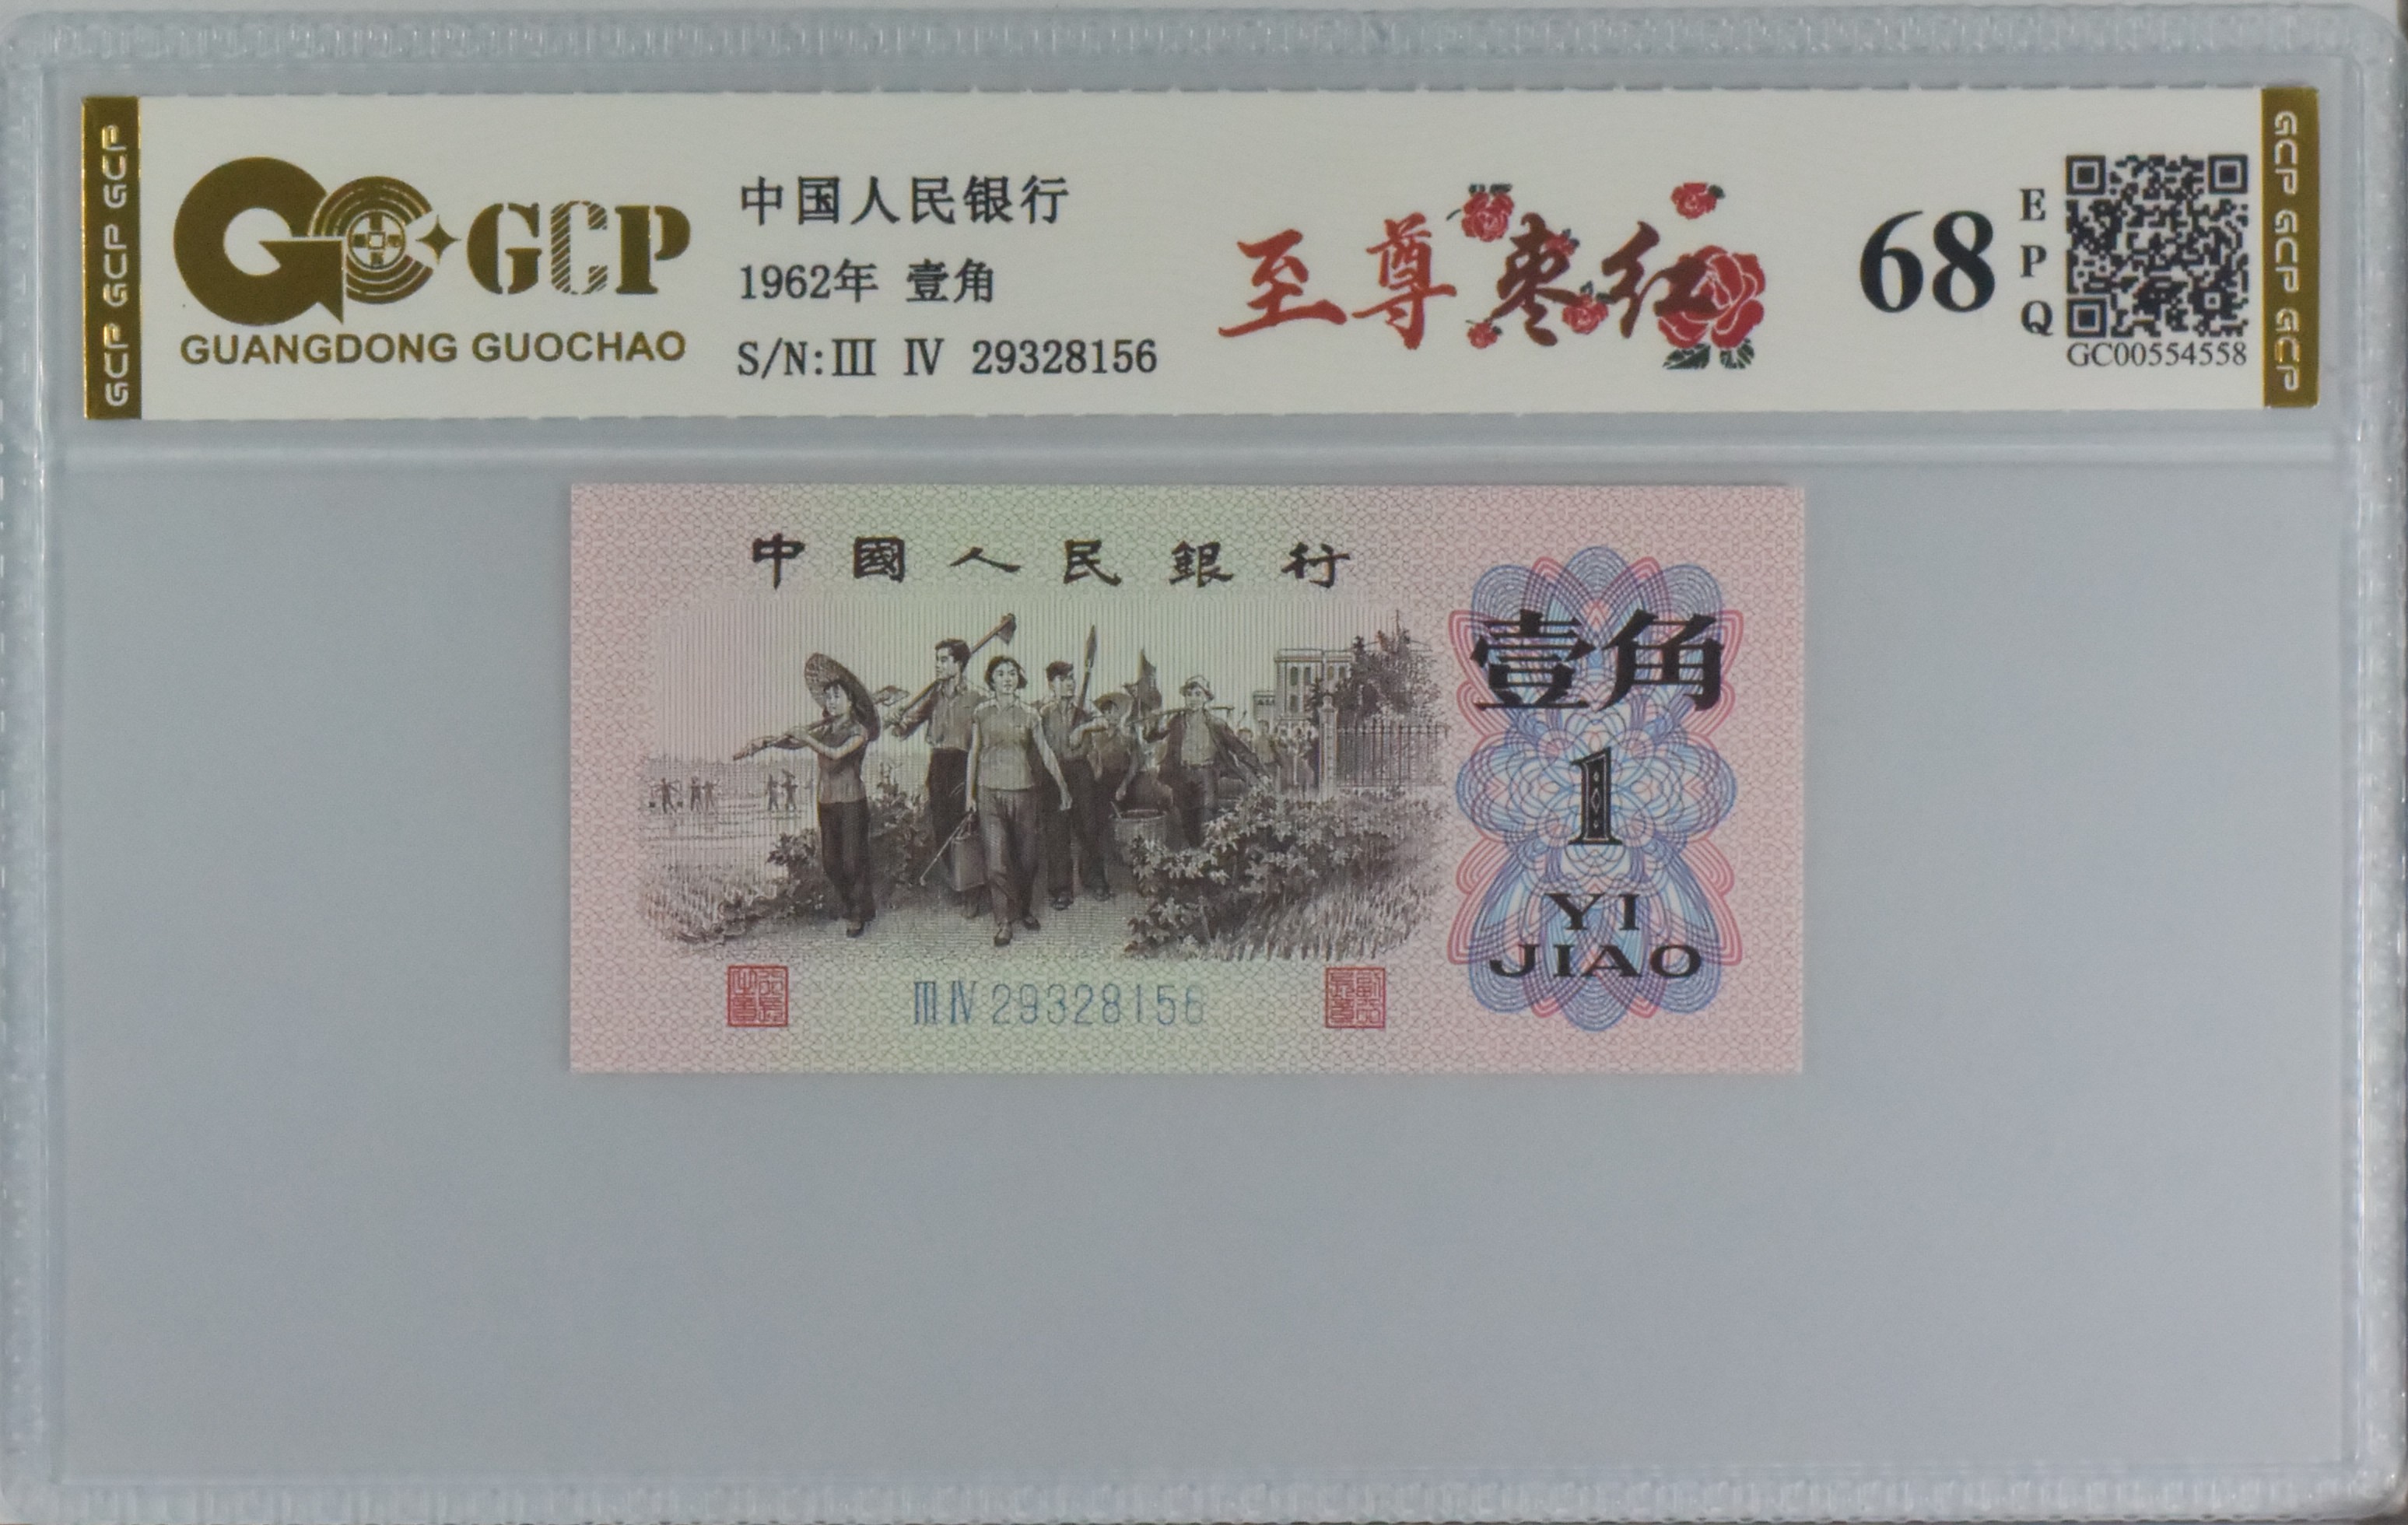 GCP GCP GCP
GCP
GUANGDONG GUOCHAO
中国人民银行
1962年 壹角
S/N:Ⅲ Ⅳ 29328156
至尊枣红
68
EPQ
GC00554558
GCP GCP GCP
中國人民銀行
壹角
1
YI
JIAO
Ⅲ Ⅳ 29328156